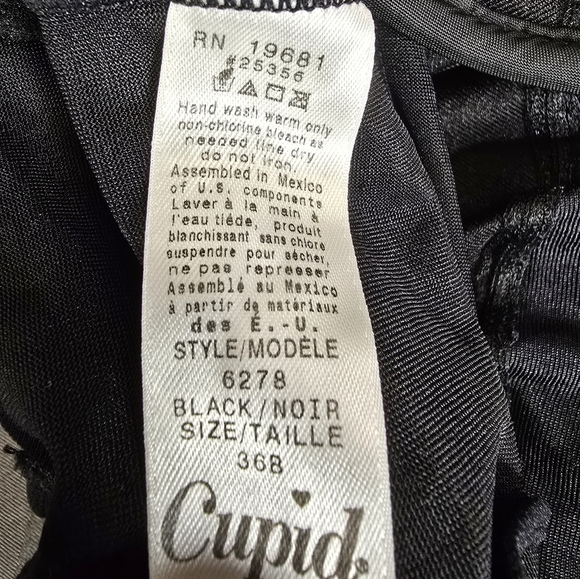 RN 19681
#25356
Hand wash warm only
non-chlorine bleach as
needed line dry
do not iron.
Assembled in Mexico
of U.S. components
Laver à la main à
l'eau tiéde, produit
blanchissant sans chlore
suspendre pour sécher,
ne pas represser
Assemblé au Mexico
à partir de matériaux
des É.-U.
STYLE/MODÈLE
6278
BLACK/NOIR
SIZE/TAILLE
36B
Cupid